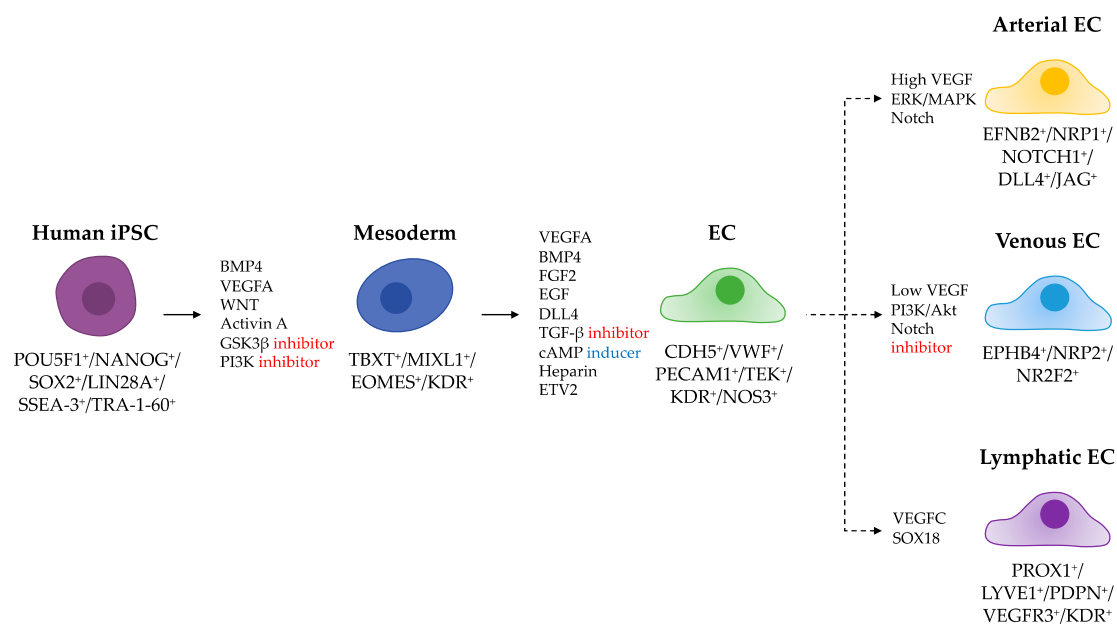 Human iPSC
POU5F1⁺/NANOG⁺/
SOX2⁺/LIN28A⁺/
SSEA-3⁺/TRA-1-60⁺
BMP4
VEGFA
WNT
Activin A
GSK3β inhibitor
PI3K inhibitor
Mesoderm
TBXT⁺/MIXL1⁺/
EOMES⁺/KDR⁺
VEGFA
BMP4
FGF2
EGF
DLL4
TGF-β inhibitor
cAMP inducer
Heparin
ETV2
EC
CDH5⁺/VWF⁺/
PECAM1⁺/TEK⁺/
KDR⁺/NOS3⁺
Arterial EC
High VEGF
ERK/MAPK
Notch
EFNB2⁺/NRP1⁺/
NOTCH1⁺/
DLL4⁺/JAG⁺
Venous EC
Low VEGF
PI3K/Akt
Notch
inhibitor
EPHB4⁺/NRP2⁺/
NR2F2⁺
Lymphatic EC
VEGFC
SOX18
PROX1⁺/
LYVE1⁺/PDPN⁺/
VEGFR3⁺/KDR⁺